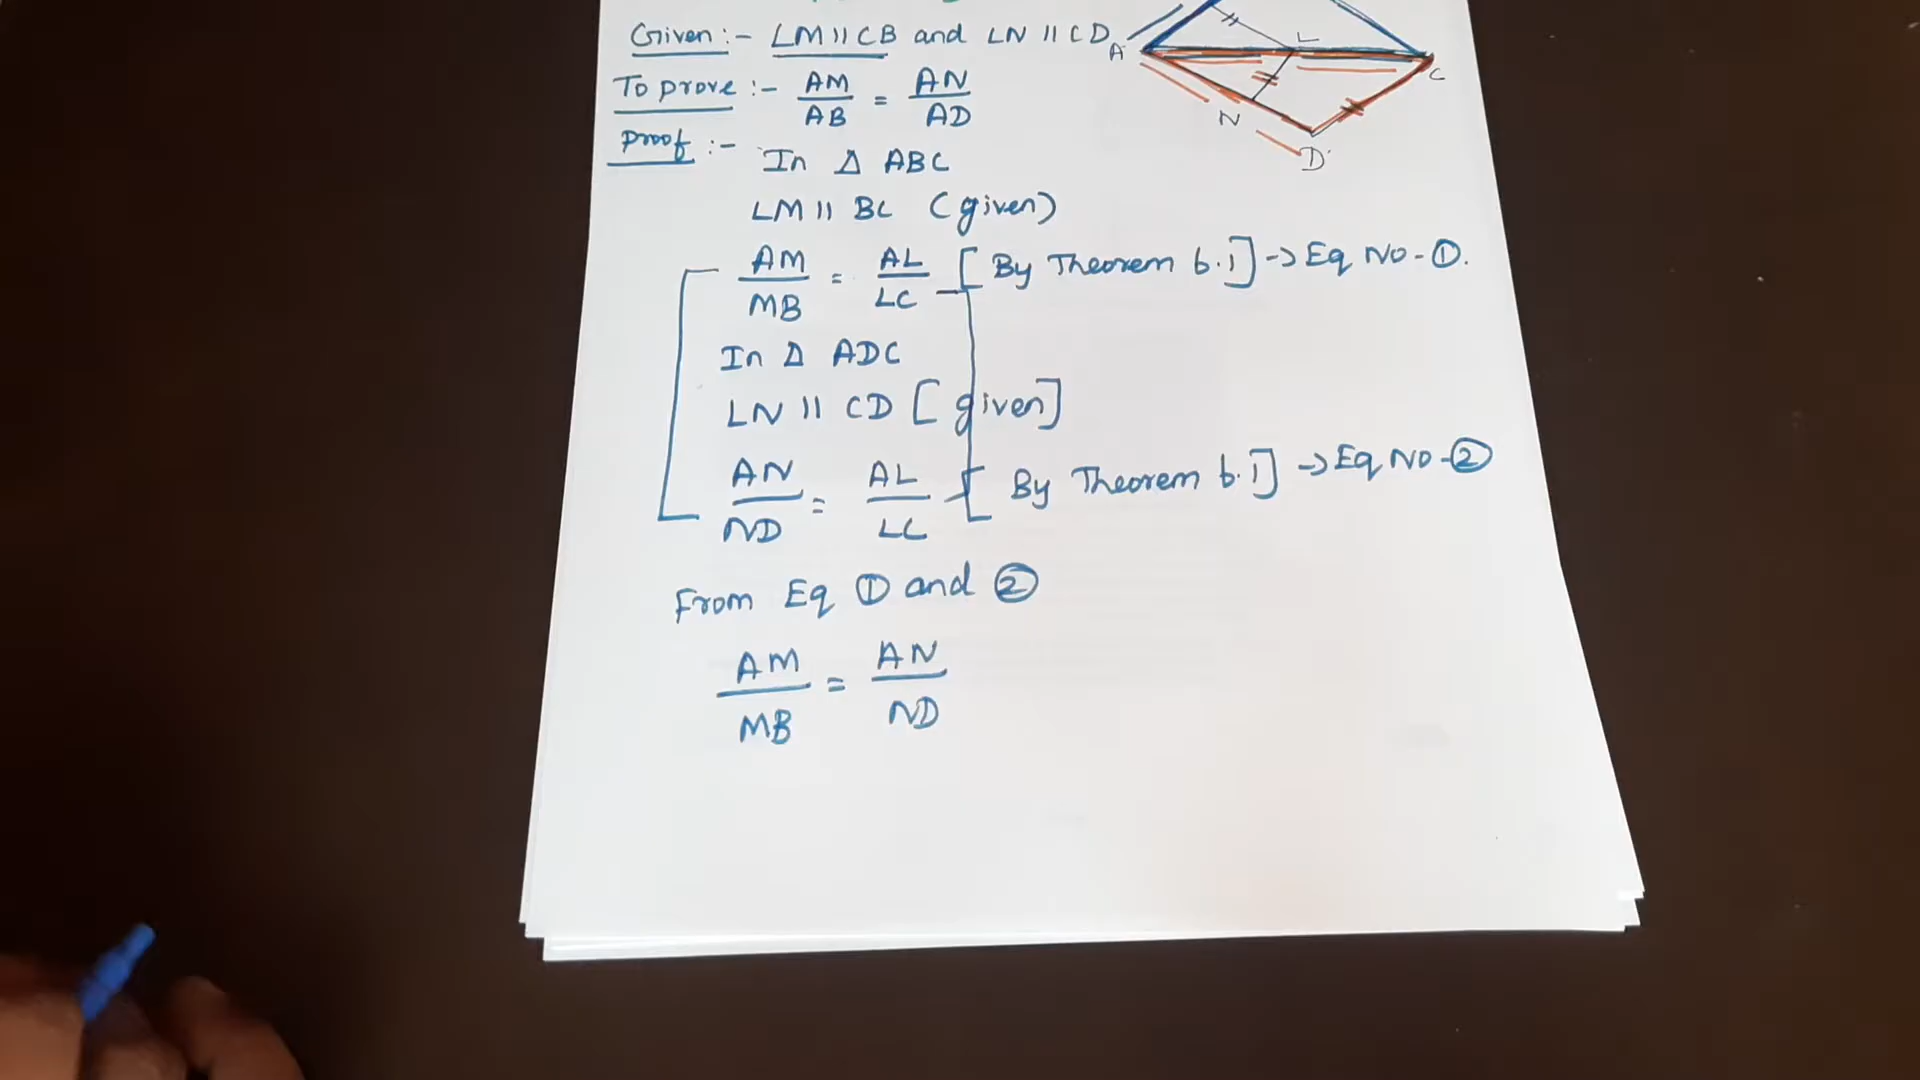 Given :- LM || CB and LN || CD
To prove :- AM/AB = AN/AD
Proof :- In Δ ABC
LM || BC (given)
AM/MB = AL/LC [By Theorem 6.1] → Eq No - ①.
In Δ ADC
LN || CD [given]
AN/ND = AL/LC [By Theorem 6.1] → Eq No - ②
From Eq ① and ②
AM/MB = AN/ND
A
L
C
N
D